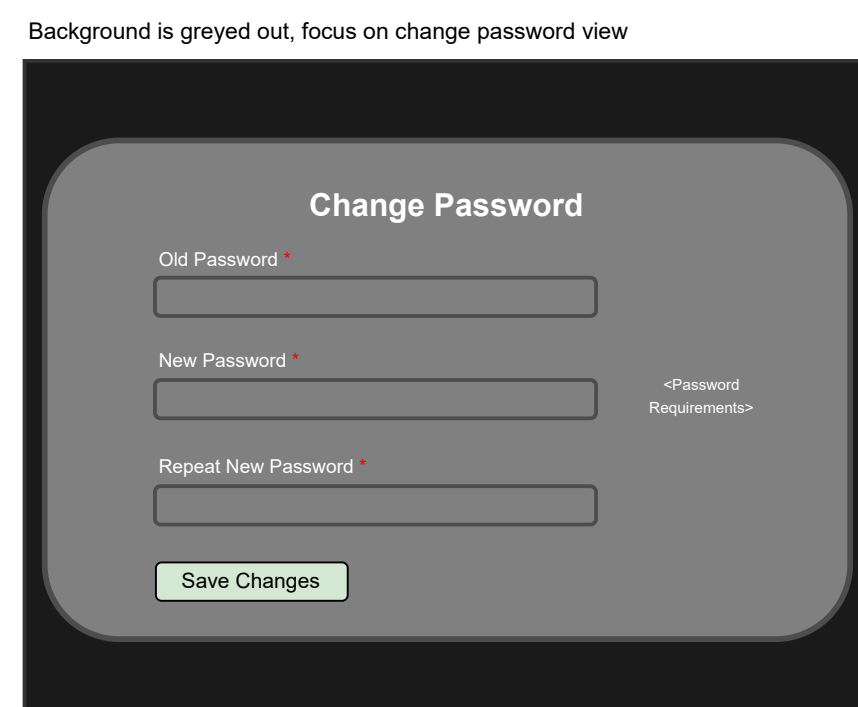 Background is greyed out, focus on change password view
Change Password
Old Password *
New Password *
<Password
Requirements>
Repeat New Password *
Save Changes